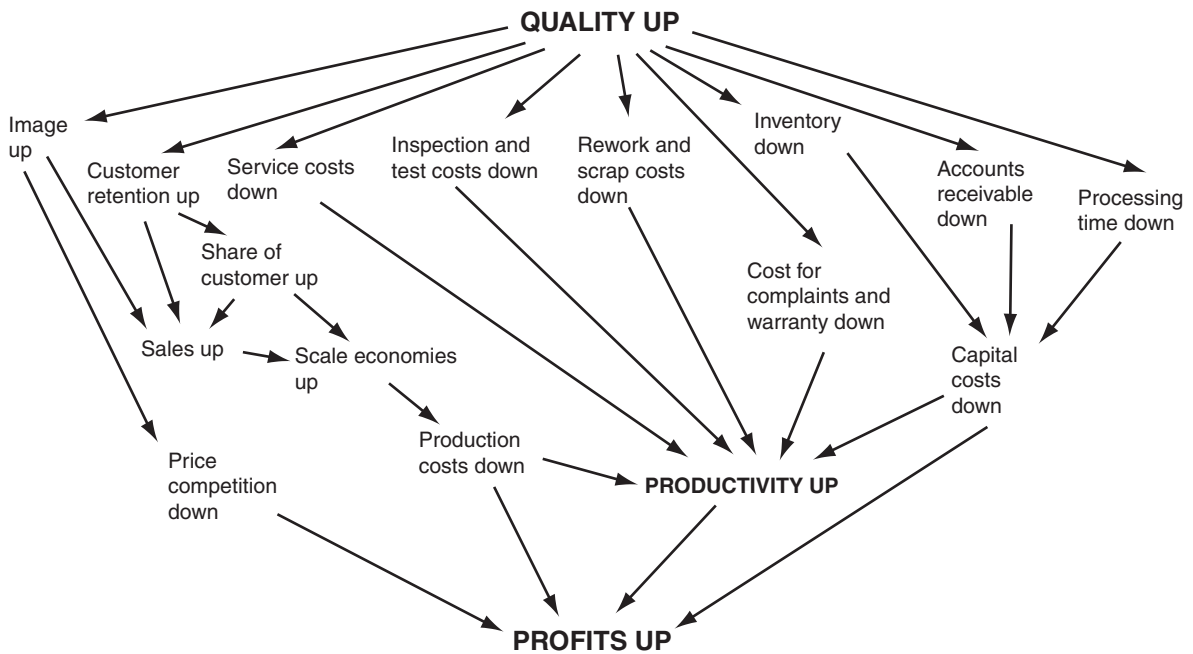 QUALITY UP
Image
up
Customer
retention up
Service costs
down
Inspection and
test costs down
Rework and
scrap costs
down
Inventory
down
Accounts
receivable
down
Processing
time down
Share of
customer up
Cost for
complaints and
warranty down
Sales up
Scale economies
up
Capital
costs
down
Production
costs down
Price
competition
down
PRODUCTIVITY UP
PROFITS UP